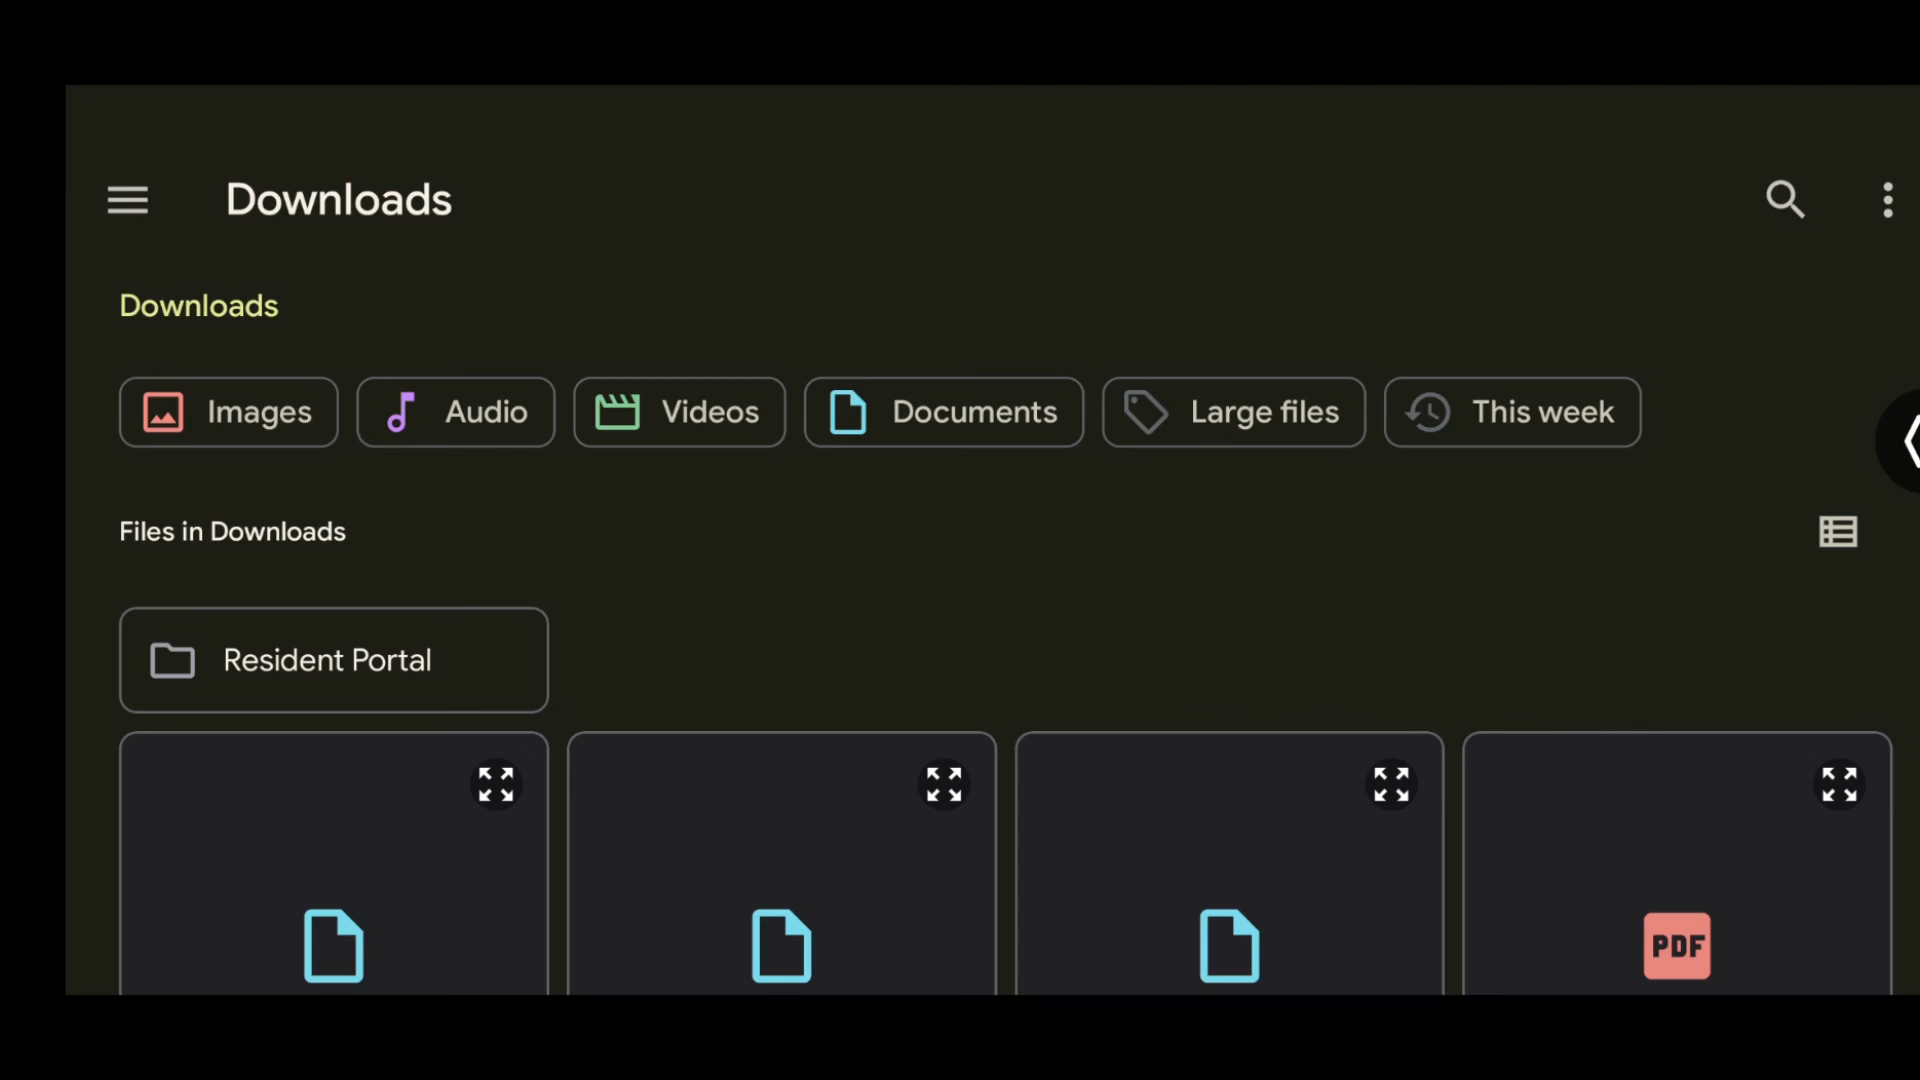 Downloads
Downloads
Images Audio Videos Documents Large files This week
Files in Downloads
Resident Portal
PDF